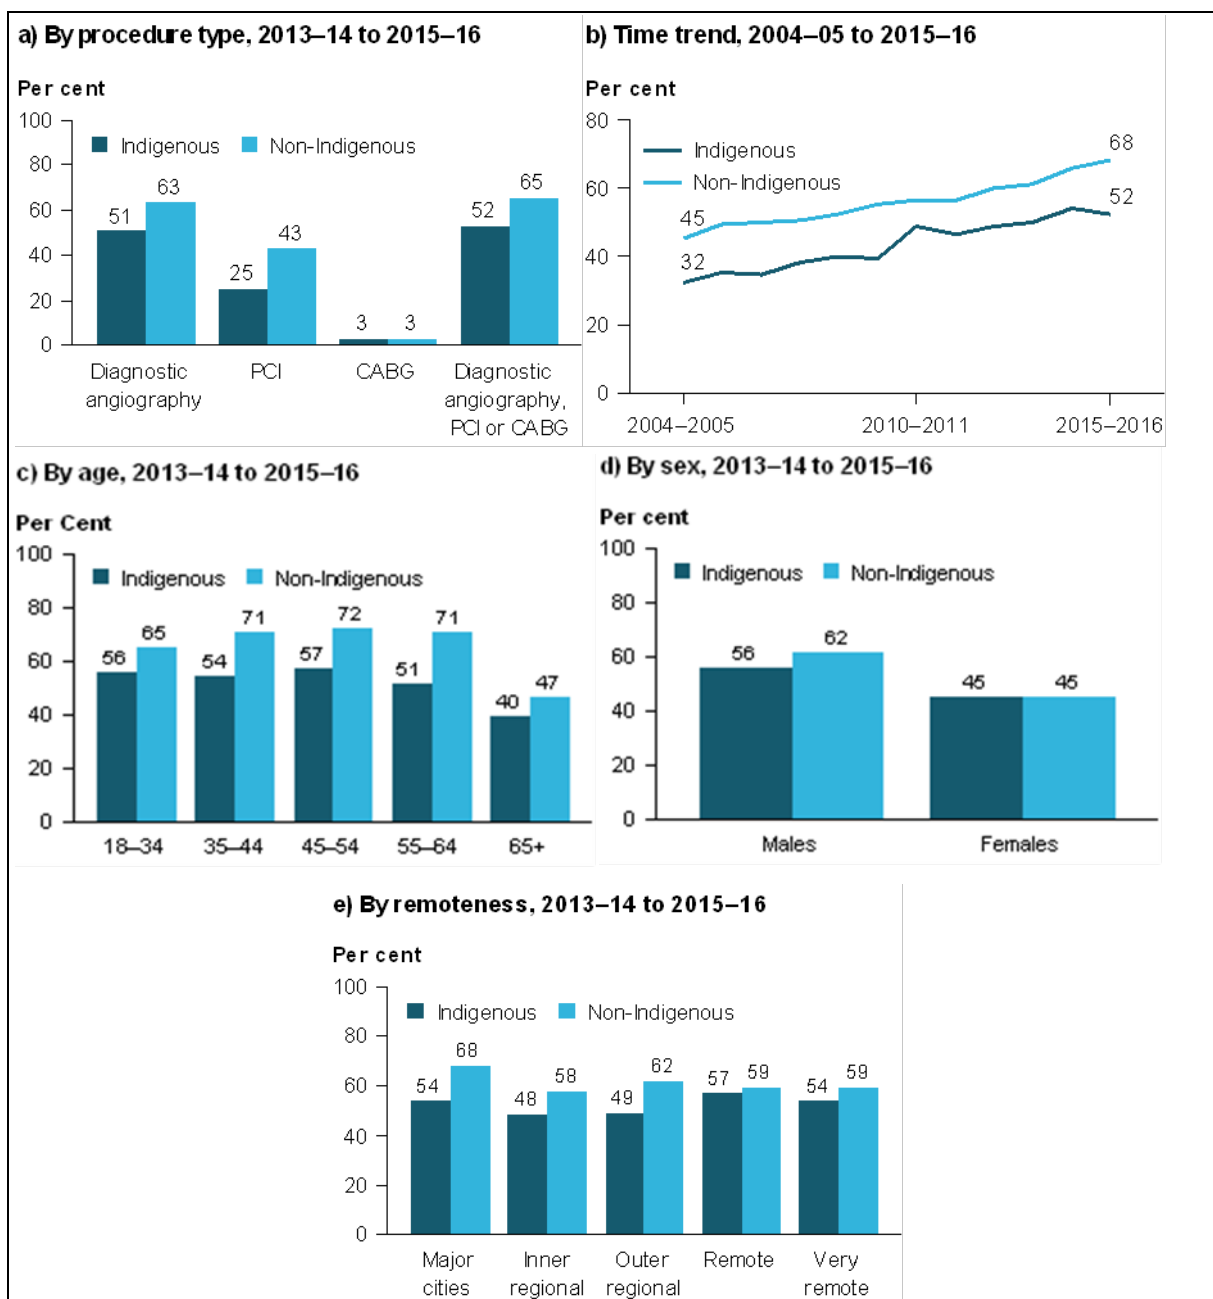 a) By procedure type, 2013–14 to 2015–16
Per cent
100
80
60
40
20
0
Indigenous
Non-Indigenous
51
63
25
43
3
3
52
65
Diagnostic
angiography
PCI
CABG
Diagnostic
angiography,
PCI or CABG
b) Time trend, 2004–05 to 2015–16
Per cent
80
60
40
20
0
Indigenous
Non-Indigenous
45
32
68
52
2004–2005
2010–2011
2015–2016
c) By age, 2013–14 to 2015–16
Per Cent
100
80
60
40
20
0
Indigenous
Non-Indigenous
56
65
54
71
57
72
51
71
40
47
18–34
35–44
45–54
55–64
65+
d) By sex, 2013–14 to 2015–16
Per cent
100
80
60
40
20
0
Indigenous
Non-Indigenous
56
62
45
45
Males
Females
e) By remoteness, 2013–14 to 2015–16
Per cent
100
80
60
40
20
0
Indigenous
Non-Indigenous
54
68
48
58
49
62
57
59
54
59
Major
cities
Inner
regional
Outer
regional
Remote
Very
remote